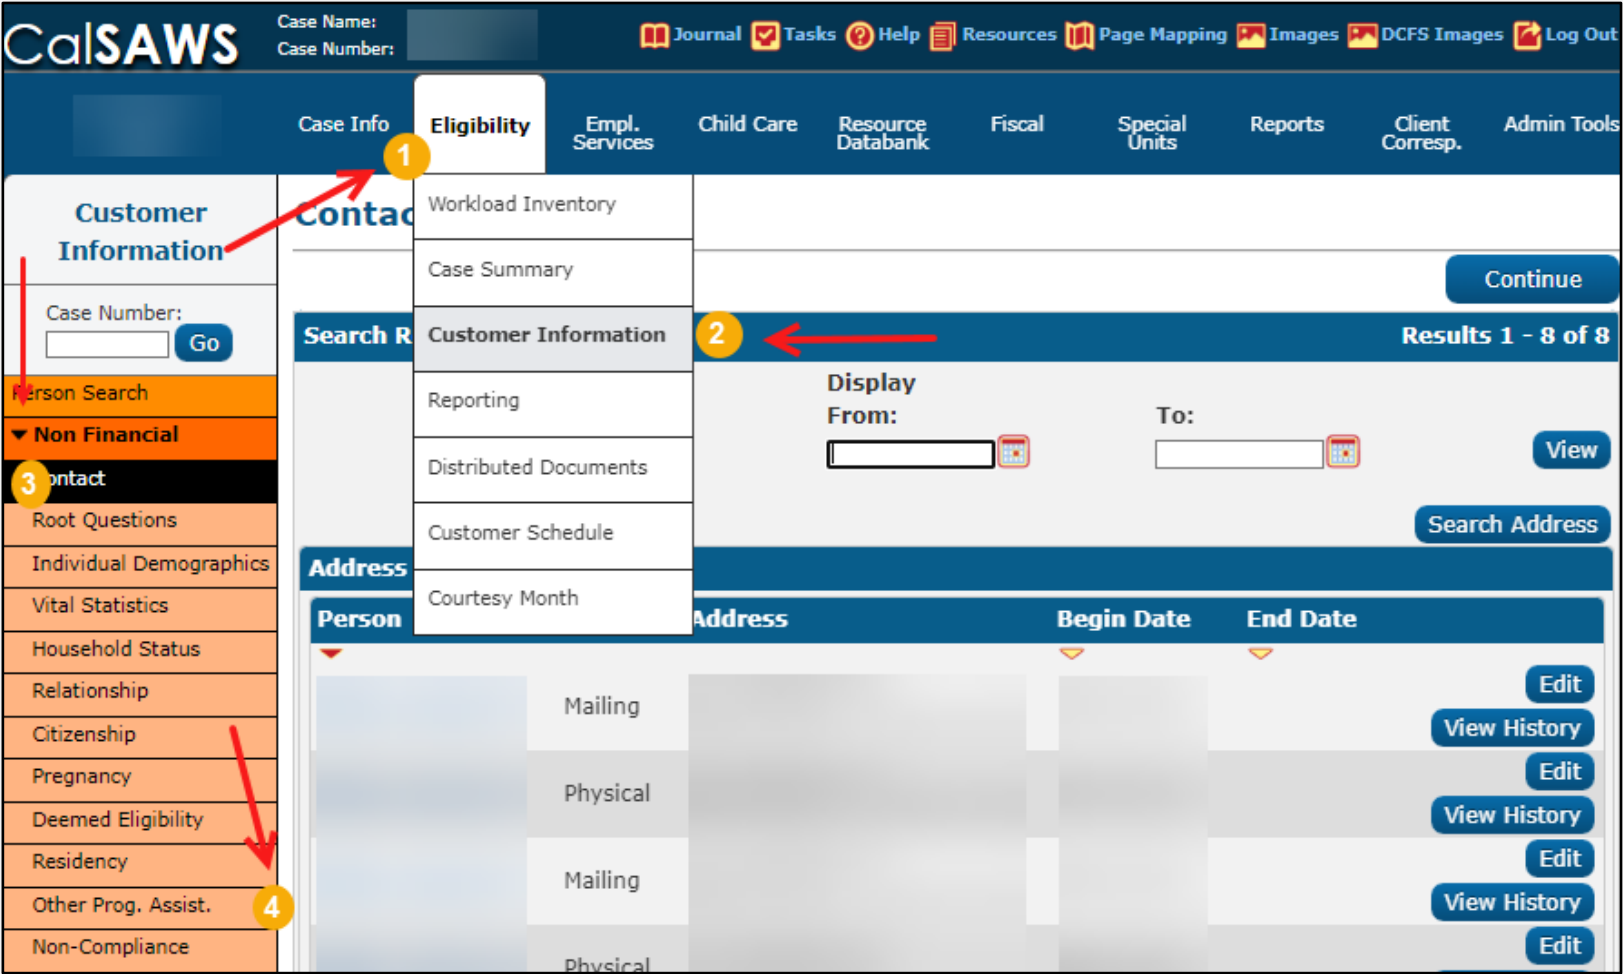 CalSAWS
Case Name:
Case Number:
Journal Tasks Help Resources Page Mapping Images DCFS Images Log Out
Case Info
Eligibility
Empl.
Services
Child Care
Resource
Databank
Fiscal
Special
Units
Reports
Client
Corresp.
Admin Tools
1
Customer
Information
Case Number:
Go
Person Search
Non Financial
3
Contact
Root Questions
Individual Demographics
Vital Statistics
Household Status
Relationship
Citizenship
Pregnancy
Deemed Eligibility
Residency
Other Prog. Assist.
4
Non-Compliance
Workload Inventory
Case Summary
Customer Information
2
Reporting
Distributed Documents
Customer Schedule
Courtesy Month
Contac
Continue
Search R
Results 1 - 8 of 8
Display
From:
To:
View
Search Address
Address
Person
Address
Begin Date
End Date
Mailing
Edit
View History
Physical
Edit
View History
Mailing
Edit
View History
Physical
Edit